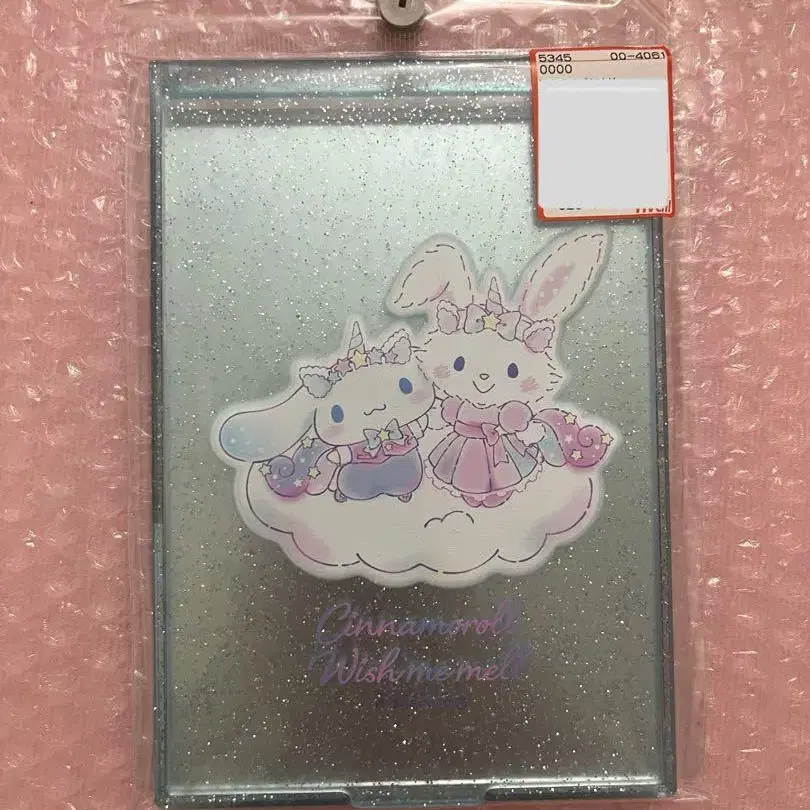 5345 00-4061
0000
Cinnamoroll
Wish me mell